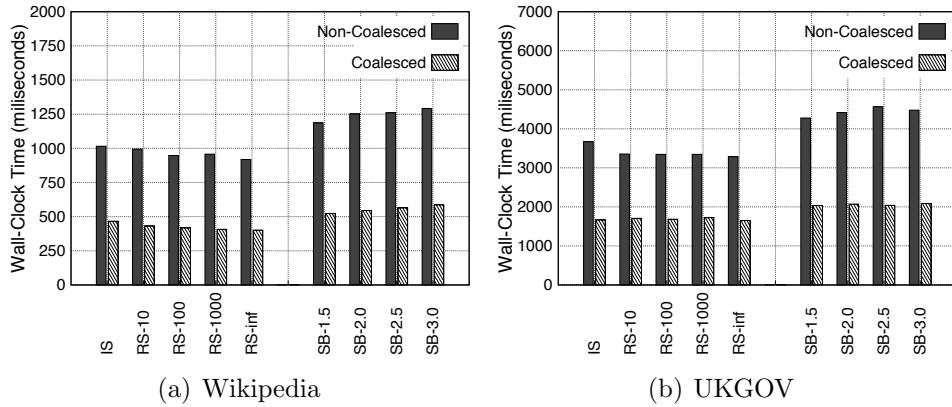 2000
1750
1500
1250
1000
750
500
250
0
Wall-Clock Time (miliseconds)
Non-Coalesced
Coalesced
IS
RS-10
RS-100
RS-1000
RS-inf
SB-1.5
SB-2.0
SB-2.5
SB-3.0
(a) Wikipedia
7000
6000
5000
4000
3000
2000
1000
0
Wall-Clock Time (miliseconds)
Non-Coalesced
Coalesced
IS
RS-10
RS-100
RS-1000
RS-inf
SB-1.5
SB-2.0
SB-2.5
SB-3.0
(b) UKGOV